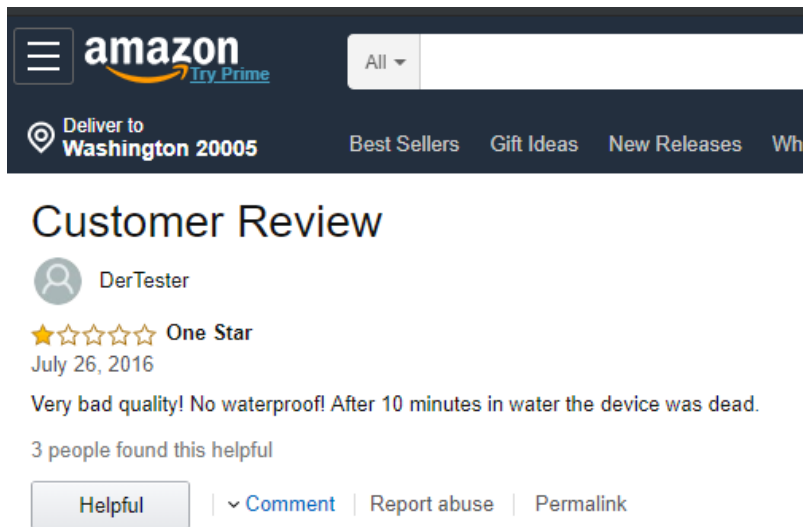 amazon
Try Prime
All
Deliver to
Washington 20005
Best Sellers Gift Ideas New Releases Wh
Customer Review
DerTester
One Star
July 26, 2016
Very bad quality! No waterproof! After 10 minutes in water the device was dead.
3 people found this helpful
Helpful Comment Report abuse Permalink